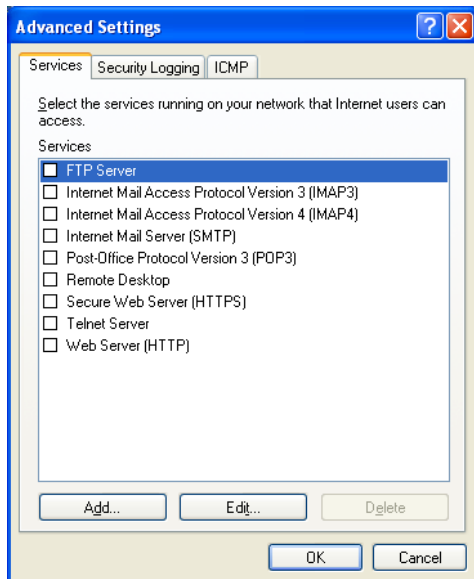 Advanced Settings
Services Security Logging ICMP
Select the services running on your network that Internet users can
access.
Services
FTP Server
Internet Mail Access Protocol Version 3 (IMAP3)
Internet Mail Access Protocol Version 4 (IMAP4)
Internet Mail Server (SMTP)
Post-Office Protocol Version 3 (POP3)
Remote Desktop
Secure Web Server (HTTPS)
Telnet Server
Web Server (HTTP)
Add... Edit... Delete
OK Cancel